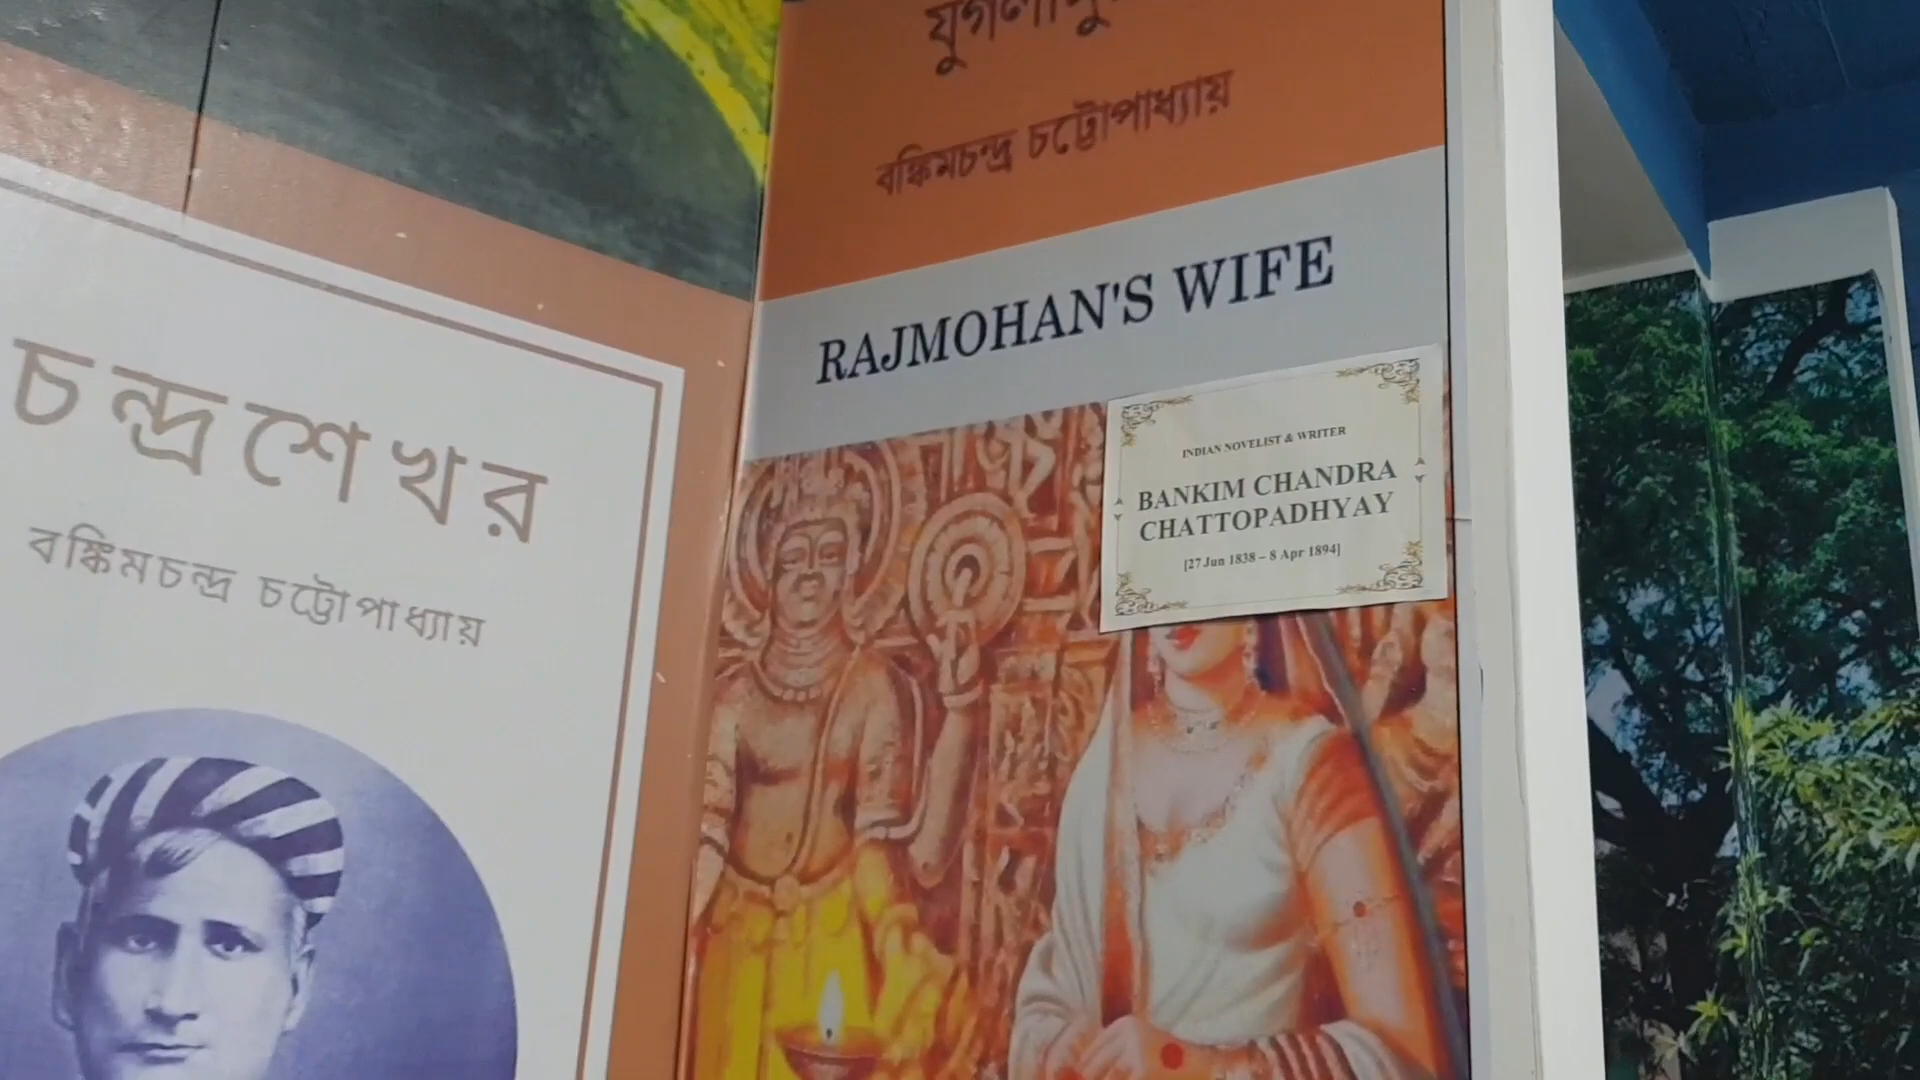 চন্দ্রশেখর
বঙ্কিমচন্দ্র চট্টোপাধ্যায়
বঙ্কিমচন্দ্র চট্টোপাধ্যায়
RAJMOHAN'S WIFE
INDIAN NOVELIST & WRITER
BANKIM CHANDRA
CHATTOPADHYAY
[27 Jun 1838 – 8 Apr 1894]